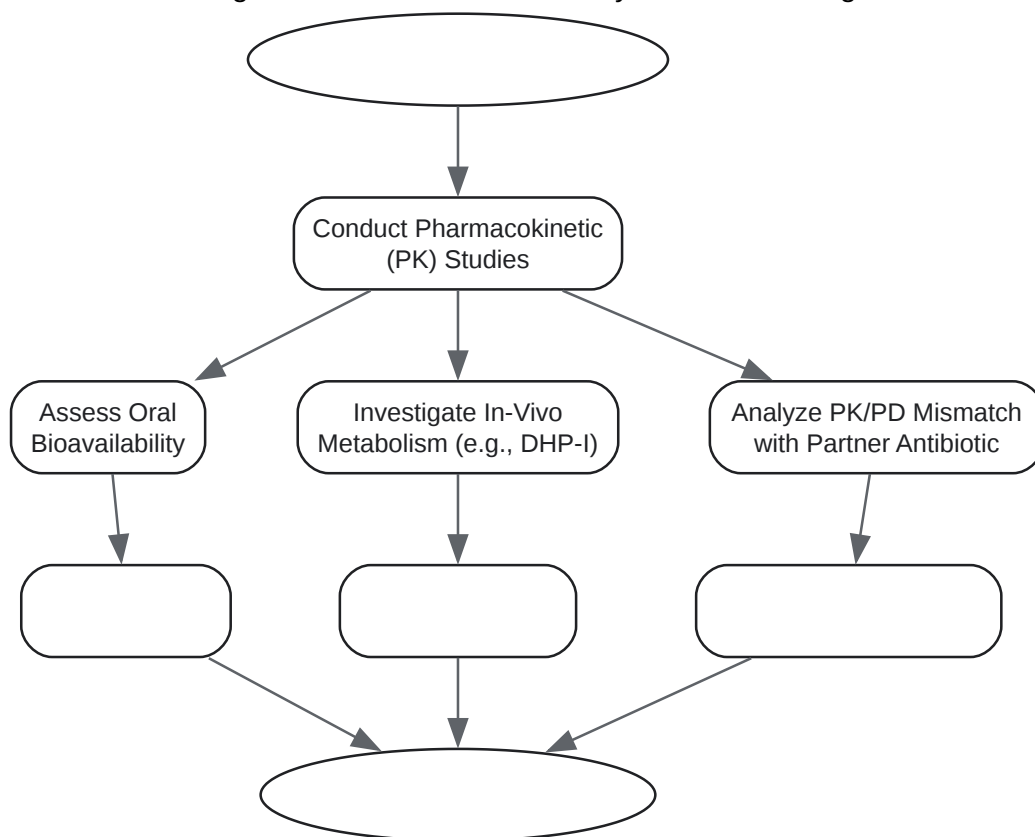 Conduct Pharmacokinetic
(PK) Studies
Assess Oral
Bioavailability
Investigate In-Vivo
Metabolism (e.g., DHP-I)
Analyze PK/PD Mismatch
with Partner Antibiotic